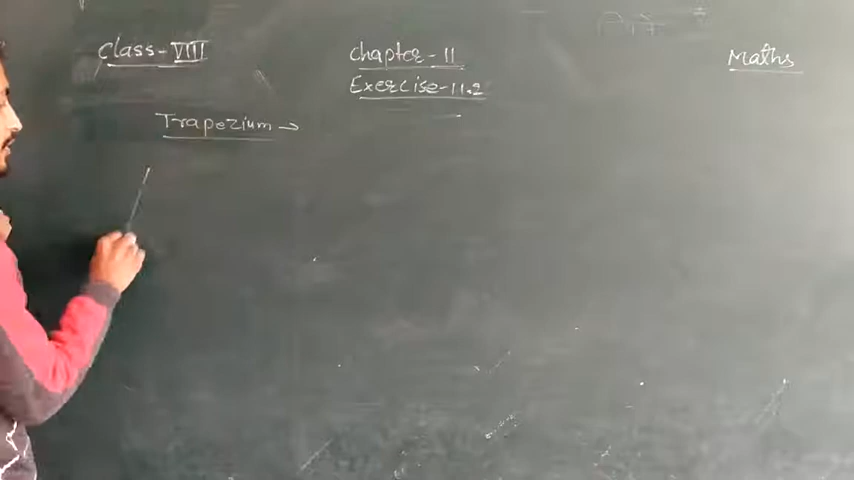 Class-VIII
Chapter-11
Maths
Exercise-11.2
Trapezium →